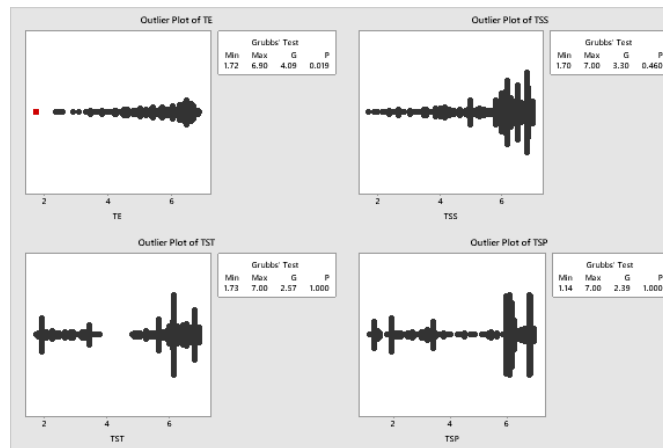 Outlier Plot of TE
Grubbs' Test
Min Max G P
1.72 6.90 4.09 0.019
2 4 6
TE
Outlier Plot of TSS
Grubbs' Test
Min Max G P
1.70 7.00 3.30 0.460
2 4 6
TSS
Outlier Plot of TST
Grubbs' Test
Min Max G P
1.73 7.00 2.57 1.000
2 4 6
TST
Outlier Plot of TSP
Grubbs' Test
Min Max G P
1.14 7.00 2.39 1.000
2 4 6
TSP